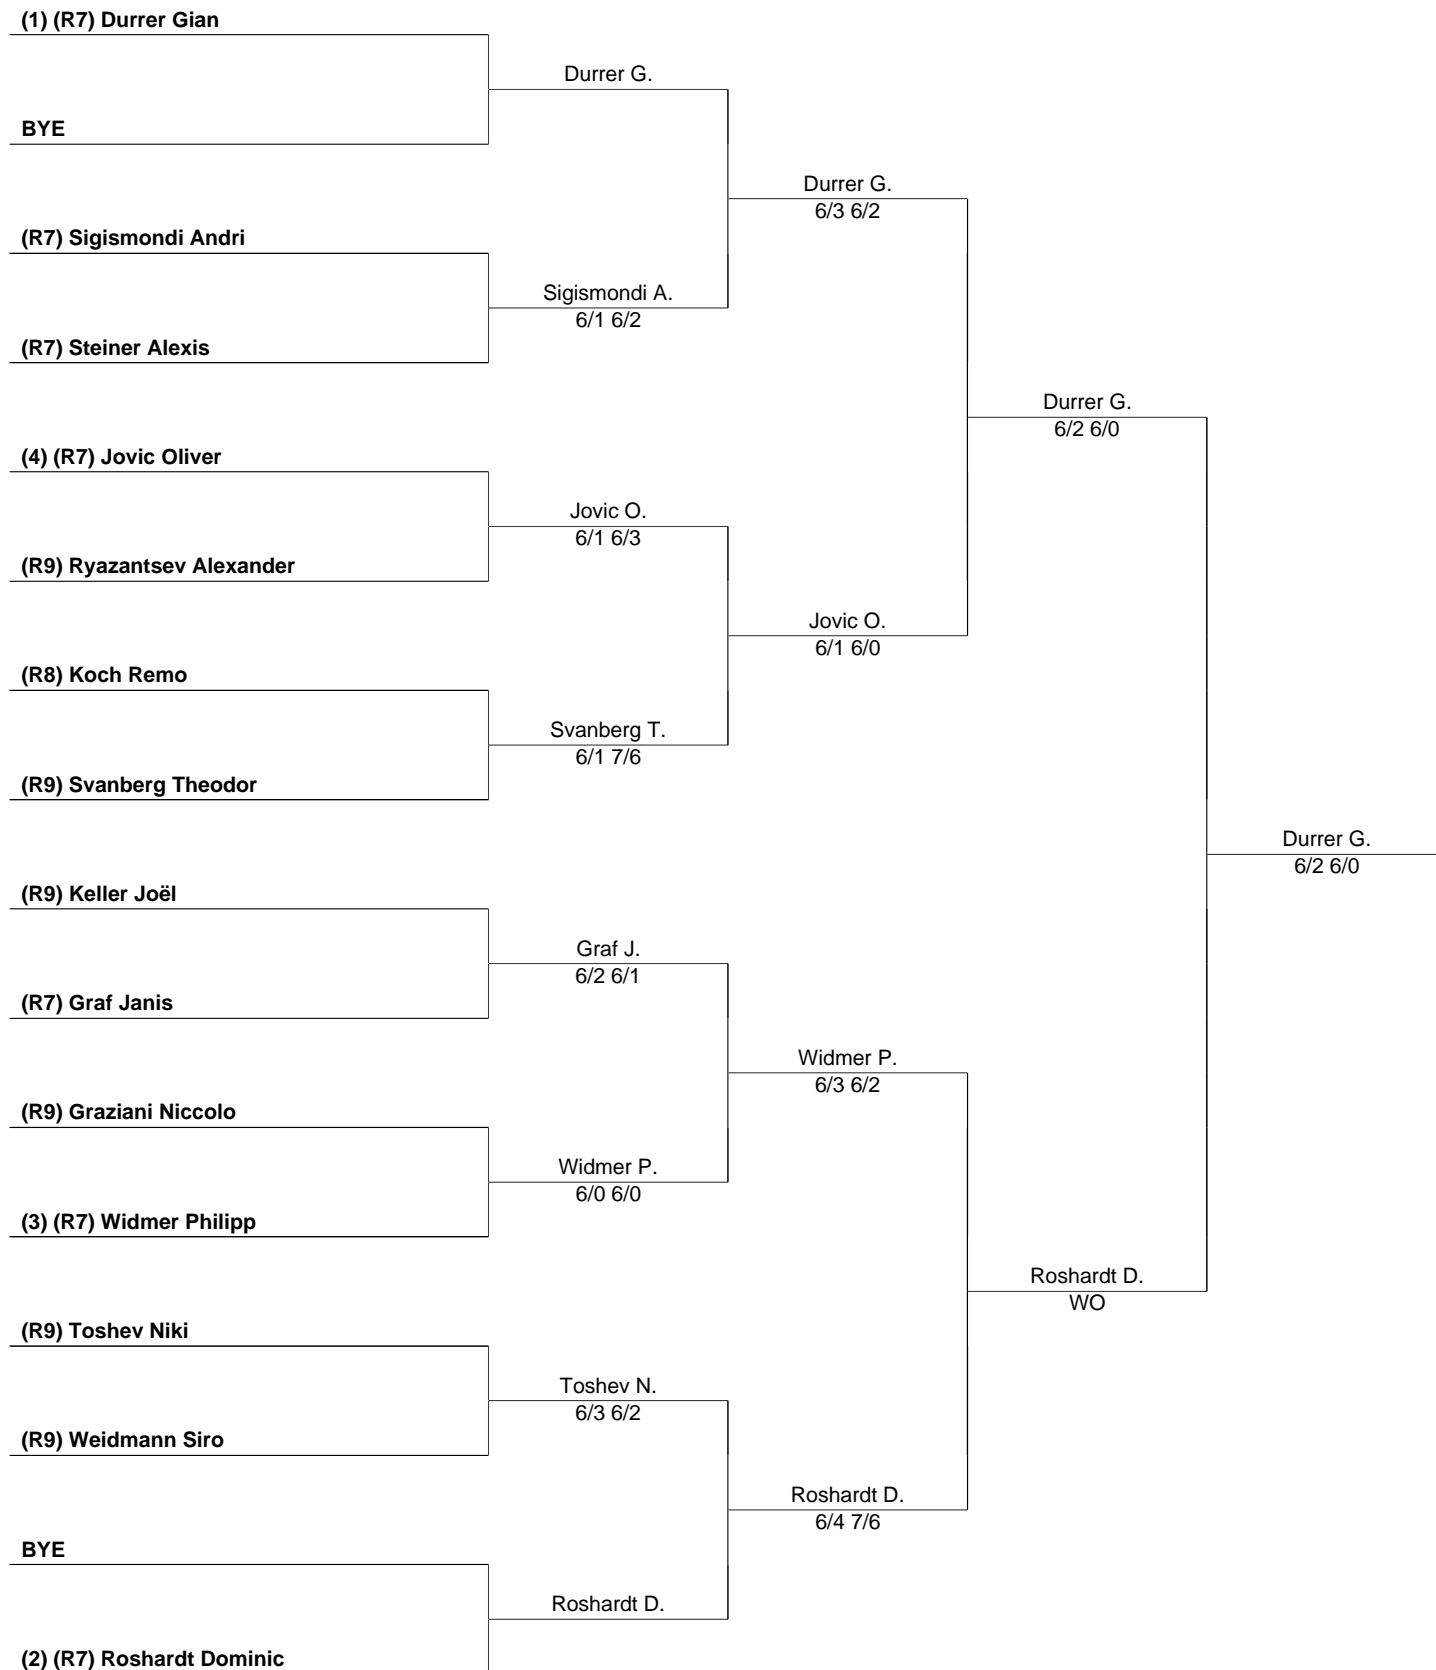 (1) (R7) Durrer Gian
Durrer G.
BYE
Durrer G.
6/3 6/2
(R7) Sigismondi Andri
Sigismondi A.
6/1 6/2
(R7) Steiner Alexis
Durrer G.
6/2 6/0
(4) (R7) Jovic Oliver
Jovic O.
6/1 6/3
(R9) Ryazantsev Alexander
Jovic O.
6/1 6/0
(R8) Koch Remo
Svanberg T.
6/1 7/6
(R9) Svanberg Theodor
Durrer G.
6/2 6/0
(R9) Keller Joël
Graf J.
6/2 6/1
(R7) Graf Janis
Widmer P.
6/3 6/2
(R9) Graziani Niccolo
Widmer P.
6/0 6/0
(3) (R7) Widmer Philipp
Roshardt D.
WO
(R9) Toshev Niki
Toshev N.
6/3 6/2
(R9) Weidmann Siro
Roshardt D.
6/4 7/6
BYE
Roshardt D.
(2) (R7) Roshardt Dominic